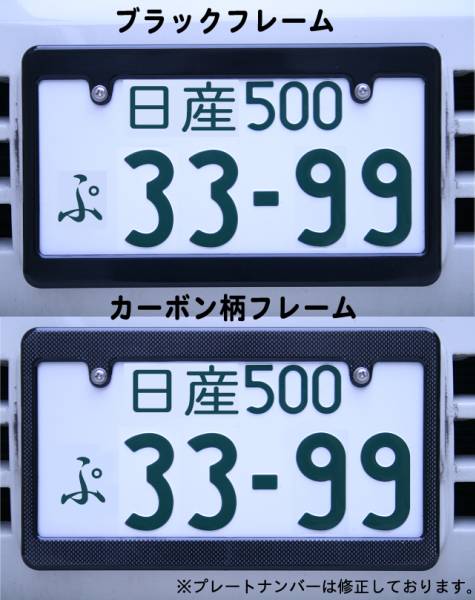 ブラックフレーム
日産500
ぷ 33-99
カーボン柄フレーム
日産500
ぷ 33-99
※プレートナンバーは修正しております。